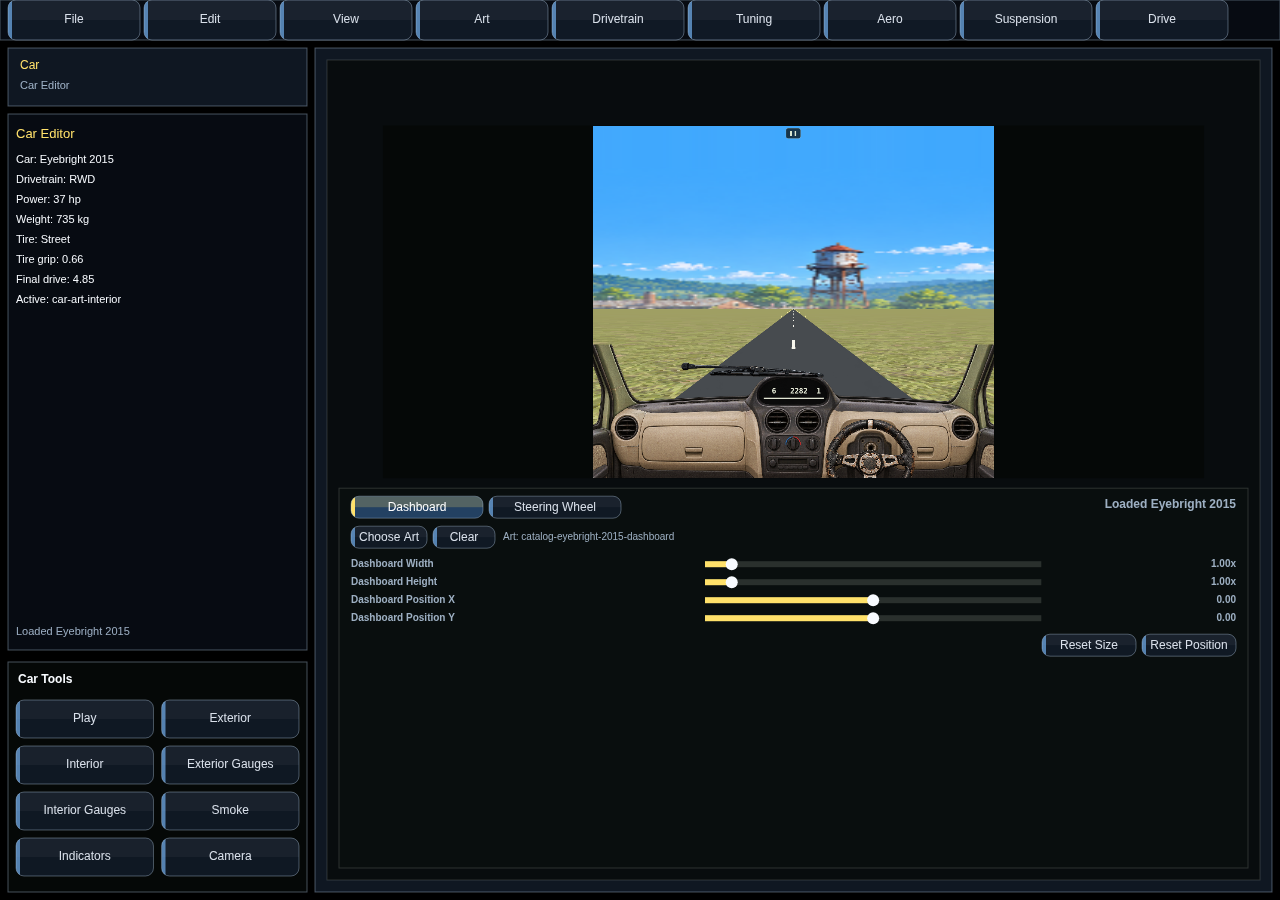 File Edit View Art Drivetrain Tuning Aero Suspension Drive
Car
Car Editor
Car Editor
Car: Eyebright 2015
Drivetrain: RWD
Power: 37 hp
Weight: 735 kg
Tire: Street
Tire grip: 0.66
Final drive: 4.85
Active: car-art-interior
Loaded Eyebright 2015
Car Tools
Play Exterior
Interior Exterior Gauges
Interior Gauges Smoke
Indicators Camera
6 2282 1
Dashboard Steering Wheel Loaded Eyebright 2015
Choose Art Clear Art: catalog-eyebright-2015-dashboard
Dashboard Width 1.00x
Dashboard Height 1.00x
Dashboard Position X 0.00
Dashboard Position Y 0.00
Reset Size Reset Position